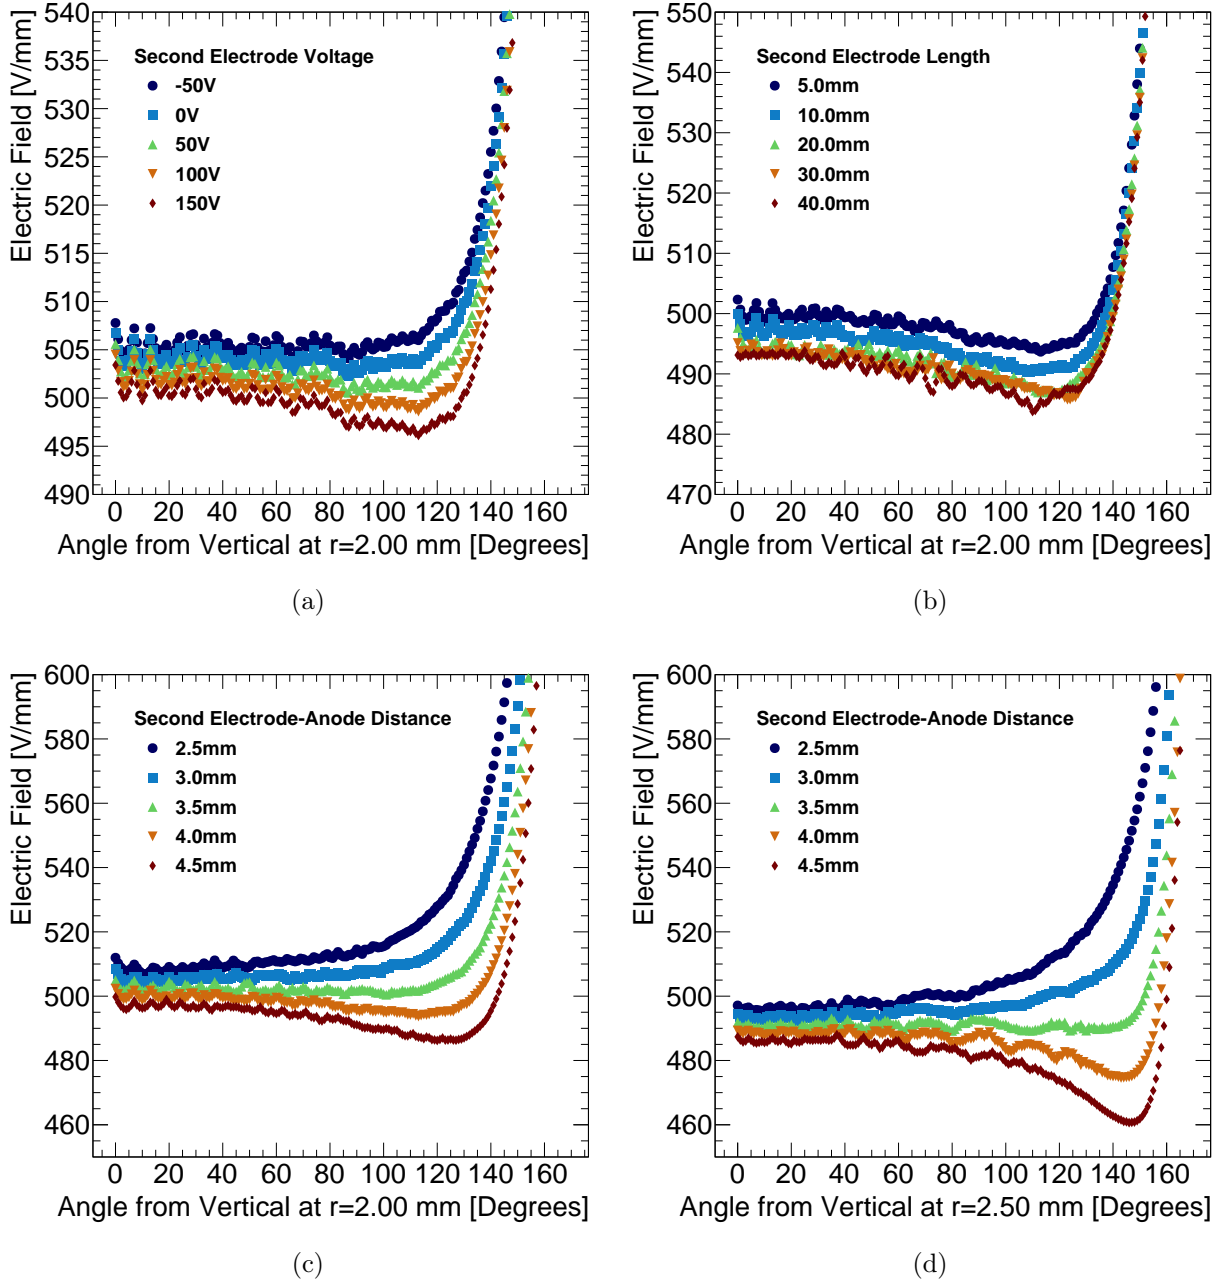 Electric Field [V/mm]
540
535
530
525
520
515
510
505
500
495
490
Second Electrode Voltage
-50V
0V
50V
100V
150V
0 20 40 60 80 100 120 140 160
Angle from Vertical at r=2.00 mm [Degrees]
(a)
Electric Field [V/mm]
550
540
530
520
510
500
490
480
470
Second Electrode Length
5.0mm
10.0mm
20.0mm
30.0mm
40.0mm
0 20 40 60 80 100 120 140 160
Angle from Vertical at r=2.00 mm [Degrees]
(b)
Electric Field [V/mm]
600
580
560
540
520
500
480
460
Second Electrode-Anode Distance
2.5mm
3.0mm
3.5mm
4.0mm
4.5mm
0 20 40 60 80 100 120 140 160
Angle from Vertical at r=2.00 mm [Degrees]
(c)
Electric Field [V/mm]
600
580
560
540
520
500
480
460
Second Electrode-Anode Distance
2.5mm
3.0mm
3.5mm
4.0mm
4.5mm
0 20 40 60 80 100 120 140 160
Angle from Vertical at r=2.50 mm [Degrees]
(d)